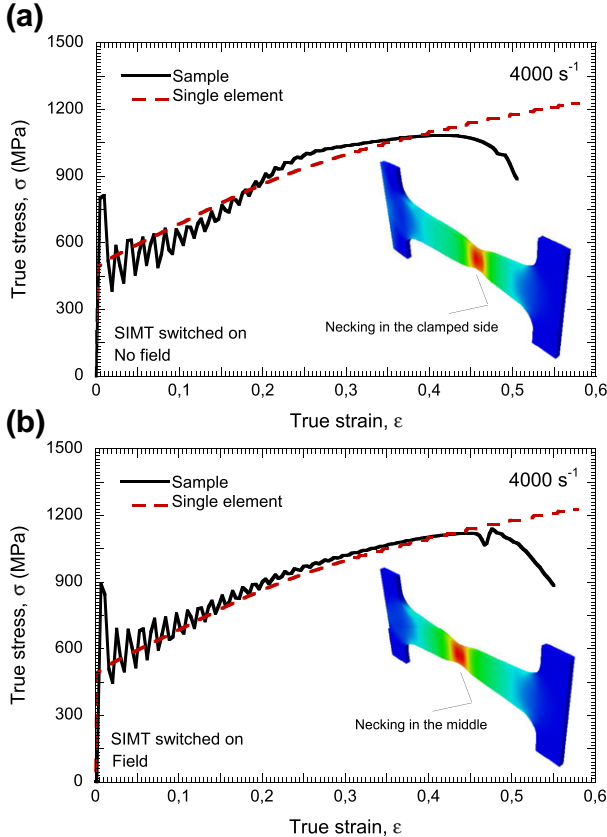 (a)
1500
1200
900
600
300
0
True stress, σ (MPa)
Sample
Single element
4000 s⁻¹
Necking in the clamped side
SIMT switched on
No field
0 0,1 0,2 0,3 0,4 0,5 0,6
True strain, ε
(b)
1500
1200
900
600
300
0
True stress, σ (MPa)
Sample
Single element
4000 s⁻¹
Necking in the middle
SIMT switched on
Field
0 0,1 0,2 0,3 0,4 0,5 0,6
True strain, ε